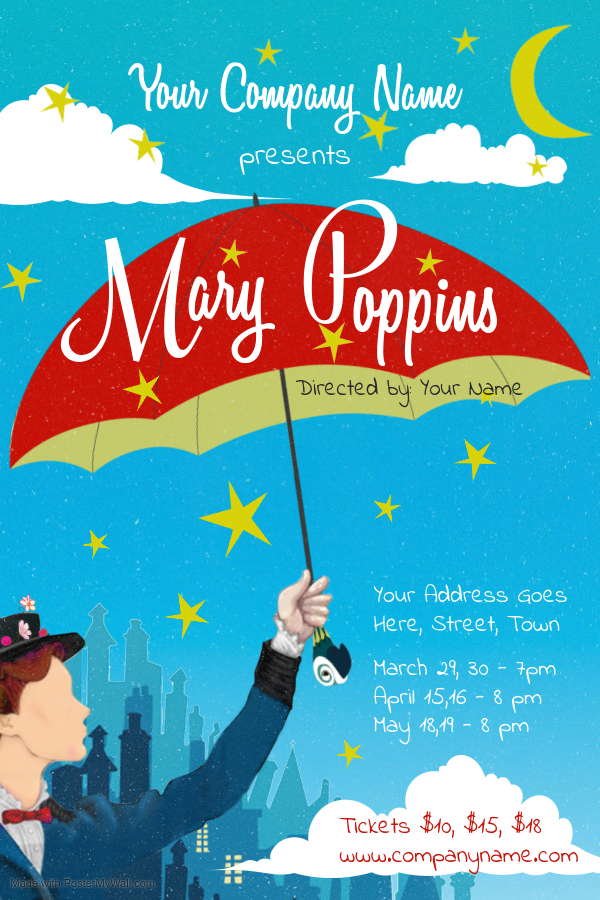 Your Company Name
presents
Mary Poppins
Directed by: Your Name
Your Address Goes
Here, Street, Town
March 29, 30 - 7pm
April 15,16 - 8 pm
May 18,19 - 8 pm
Tickets $10, $15, $18
www.companyname.com
Made with PosterMyWall.com